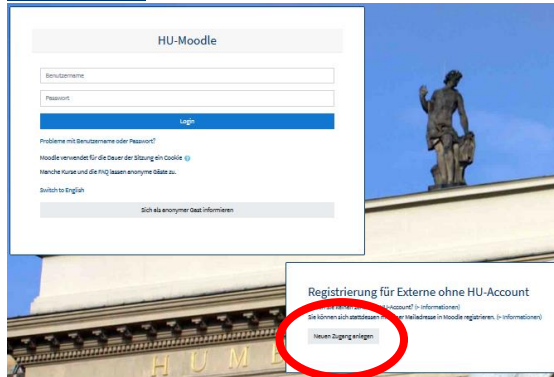 HU-Moodle
Benutzername
Passwort
Login
Probleme mit Benutzername oder Passwort?
Moodle verwendet für die Dauer der Sitzung ein Cookie
Manche Kurse und die FAQ lassen anonyme Gäste zu.
Switch to English
Sich als anonymer Gast informieren
Registrierung für Externe ohne HU-Account
HU-Account? (» Informationen)
Sie können sich stattdessen mit Mailadresse in Moodle registrieren. (» Informationen)
Neuen Zugang anlegen
HUM